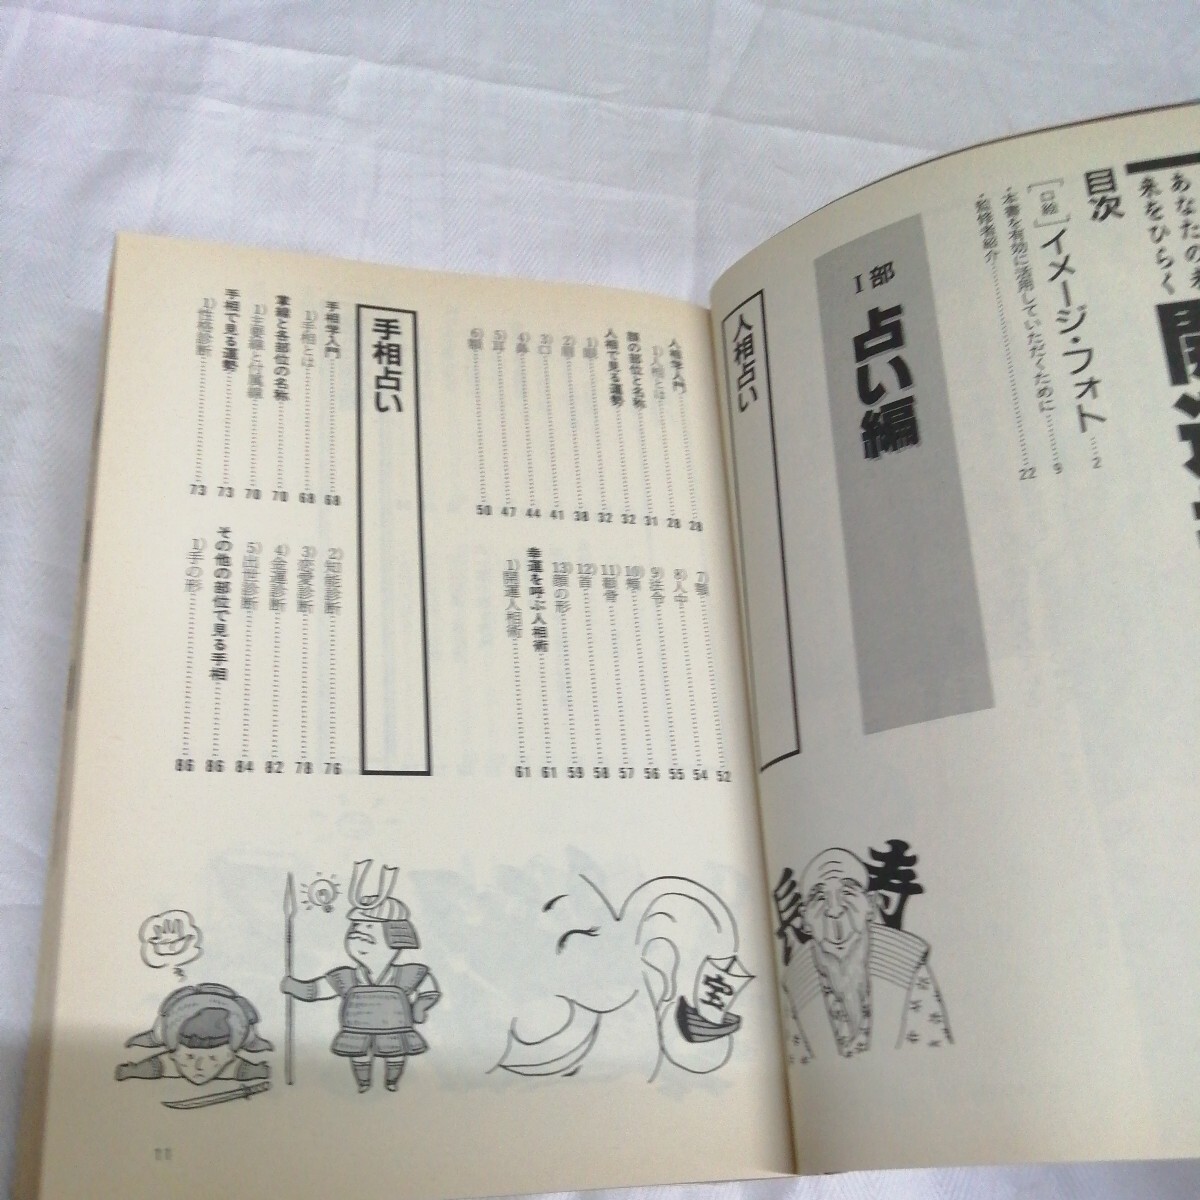 あなたの
来をひらく
目次
[口絵]イメージ・フォト……2
・本書を有効に活用していただくために……9
・監修者紹介……22
I部 占い編
人相占い
人相学入門……28
1)人相とは……28
顔の部位と名称……31
人相で見る運勢……32
1)眼……32
2)眉……38
3)口……41
4)鼻……44
5)耳……47
6)額……50
7)顎……52
8)人中……54
9)法令……55
10)頬……56
11)顴骨……57
12)首……58
13)顔の形……59
幸運を呼ぶ人相術……61
1)開運人相術……61
手相占い
手相学入門……68
1)手相とは……68
掌線と各部位の名称……70
1)主要線と付属線……70
手相で見る運勢……73
1)性格診断……73
2)知能診断……76
3)恋愛診断……78
4)金運診断……82
5)出世診断……84
その他の部位で見る手相……86
1)手の形……86
長寿
宝
11